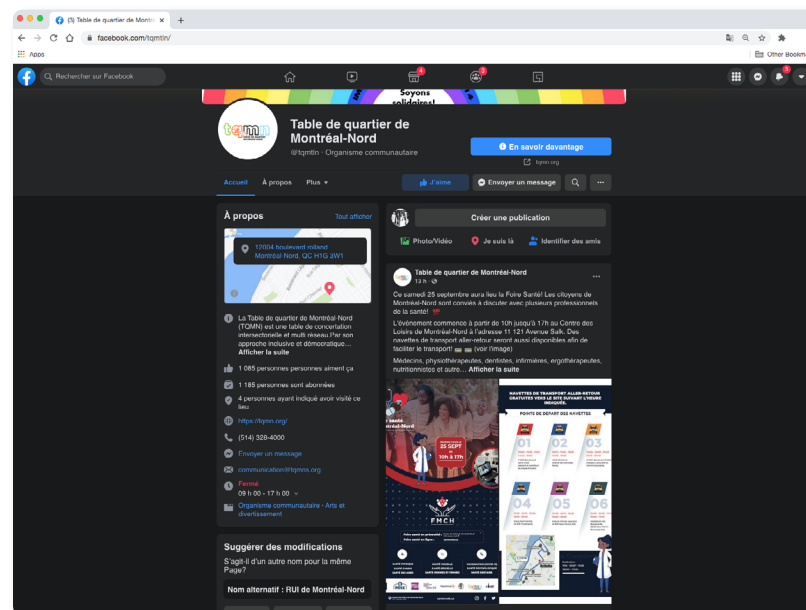 (3) Table de quartier de Montr
facebook.com/tqmtln/
Apps
Other Bookm
Rechercher sur Facebook
4
3
3
Soyons
solidaires!
tqmn
Table de quartier de
Montréal-Nord
@tqmtln · Organisme communautaire
En savoir davantage
tqmn.org
Accueil
À propos
Plus
J'aime
Envoyer un message
À propos
Tout afficher
12004 boulevard rolland
Montréal-Nord, QC H1G 3W1
La Table de quartier de Montréal-Nord
(TQMN) est une table de concertation
intersectorielle et multi réseau.Par son
approche inclusive et démocratique…
Afficher la suite
1 085 personnes personnes aiment ça
1 185 personnes sont abonnées
4 personnes ayant indiqué avoir visité ce
lieu
https://tqmn.org/
(514) 328-4000
Envoyer un message
communication@tqmns.org
Fermé
09 h 00 - 17 h 00
Organisme communautaire · Arts et
divertissement
Suggérer des modifications
S'agit-il d'un autre nom pour la même
Page?
Nom alternatif : RUI de Montréal-Nord
Créer une publication
Photo/Vidéo
Je suis là
Identifier des amis
Table de quartier de Montréal-Nord
13 h
Ce samedi 25 septembre aura lieu la Foire Santé! Les citoyens de
Montréal-Nord sont conviés à discuter avec plusieurs professionnels
de la santé!
L'évènement commence à partir de 10h jusqu'à 17h au Centre des
Loisirs de Montréal-Nord à l'adresse 11 121 Avenue Salk. Des
navettes de transport aller-retour seront aussi disponibles afin de
faciliter le transport! (voir l'image)
Médecins, physiothérapeutes, dentistes, infirmières, ergothérapeutes,
nutritionnistes et autre… Afficher la suite
25 SEPT
10h à 17h
FMCH
NAVETTES DE TRANSPORT ALLER-RETOUR
GRATUITES VERS LE SITE SUIVANT L'HEURE
INDIQUÉE.
POINTS DE DÉPART DES NAVETTES
01
02
03
04
05
06